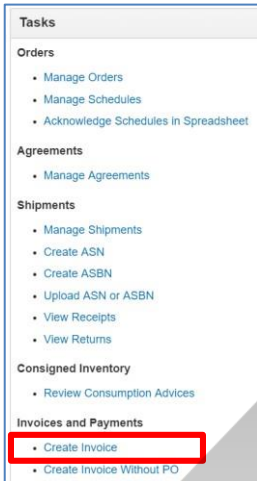 Tasks
Orders
• Manage Orders
• Manage Schedules
• Acknowledge Schedules in Spreadsheet
Agreements
• Manage Agreements
Shipments
• Manage Shipments
• Create ASN
• Create ASBN
• Upload ASN or ASBN
• View Receipts
• View Returns
Consigned Inventory
• Review Consumption Advices
Invoices and Payments
• Create Invoice
• Create Invoice Without PO